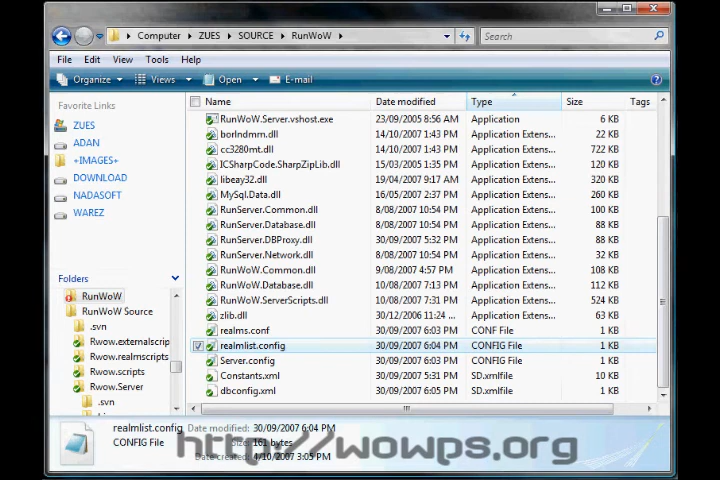 Computer ▸ ZUES ▸ SOURCE ▸ RunWoW ▸ Search
File Edit View Tools Help
Organize Views Open E-mail
Favorite Links
ZUES
ADAN
+IMAGES+
DOWNLOAD
NADASOFT
WAREZ
Folders
RunWoW
RunWoW Source
.svn
Rwow.externalscrip
Rwow.realmscripts
Rwow.scripts
Rwow.Server
.svn
Name Date modified Type Size Tags
RunWoW.Server.vshost.exe 23/09/2005 8:56 AM Application 6 KB
borlndmm.dll 14/10/2007 1:43 PM Application Extens... 22 KB
cc3280mt.dll 14/10/2007 1:43 PM Application Extens... 722 KB
ICSharpCode.SharpZipLib.dll 15/03/2005 1:35 PM Application Extens... 120 KB
libeay32.dll 19/04/2007 9:17 AM Application Extens... 320 KB
MySql.Data.dll 16/05/2007 2:37 PM Application Extens... 260 KB
RunServer.Common.dll 8/08/2007 10:54 PM Application Extens... 100 KB
RunServer.Database.dll 8/08/2007 10:54 PM Application Extens... 88 KB
RunServer.DBProxy.dll 30/09/2007 5:32 PM Application Extens... 88 KB
RunServer.Network.dll 8/08/2007 10:54 PM Application Extens... 32 KB
RunWoW.Common.dll 9/08/2007 4:57 PM Application Extens... 108 KB
RunWoW.Database.dll 10/08/2007 7:13 PM Application Extens... 112 KB
RunWoW.ServerScripts.dll 10/08/2007 7:31 PM Application Extens... 524 KB
zlib.dll 30/12/2006 11:24 ... Application Extens... 63 KB
realms.conf 30/09/2007 6:03 PM CONF File 1 KB
realmlist.config 30/09/2007 6:04 PM CONFIG File 1 KB
Server.config 30/09/2007 6:03 PM CONFIG File 1 KB
Constants.xml 30/09/2007 5:31 PM SD.xmlfile 10 KB
dbconfig.xml 30/09/2007 6:05 PM SD.xmlfile 1 KB
realmlist.config Date modified: 30/09/2007 6:04 PM
CONFIG File Size: 161 bytes
Date created: 4/10/2007 3:05 PM
http://wowps.org